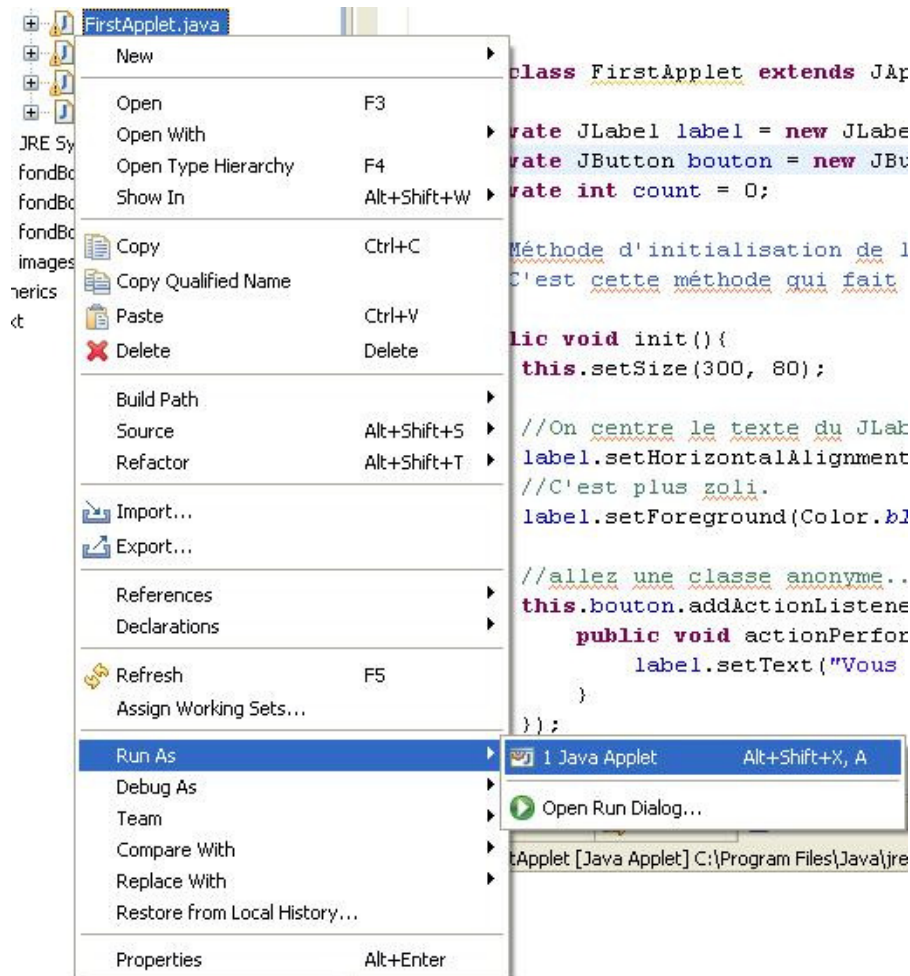 FirstApplet.java
JRE Sy
fondBo
fondBo
fondBo
images
nerics
xt
New
Open F3
Open With
Open Type Hierarchy F4
Show In Alt+Shift+W
Copy Ctrl+C
Copy Qualified Name
Paste Ctrl+V
Delete Delete
Build Path
Source Alt+Shift+S
Refactor Alt+Shift+T
Import...
Export...
References
Declarations
Refresh F5
Assign Working Sets...
Run As
Debug As
Team
Compare With
Replace With
Restore from Local History...
Properties Alt+Enter
1 Java Applet Alt+Shift+X, A
Open Run Dialog...
class FirstApplet extends JAp
vate JLabel label = new JLabe
vate JButton bouton = new JBu
vate int count = 0;
Méthode d'initialisation de l
C'est cette méthode qui fait
lic void init(){
this.setSize(300, 80);
//On centre le texte du JLab
label.setHorizontalAlignment
//C'est plus zoli.
label.setForeground(Color.bl
//allez une classe anonyme..
this.bouton.addActionListene
public void actionPerfor
label.setText("Vous
}
});
tApplet [Java Applet] C:\Program Files\Java\jre